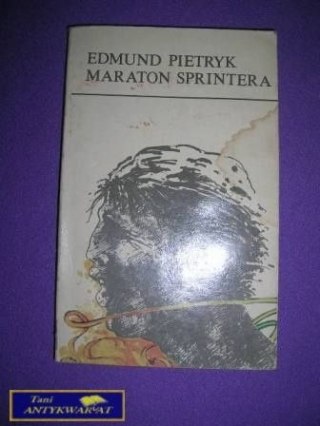 EDMUND PIETRYK
MARATON SPRINTERA
Tani
ANTYKWARIAT